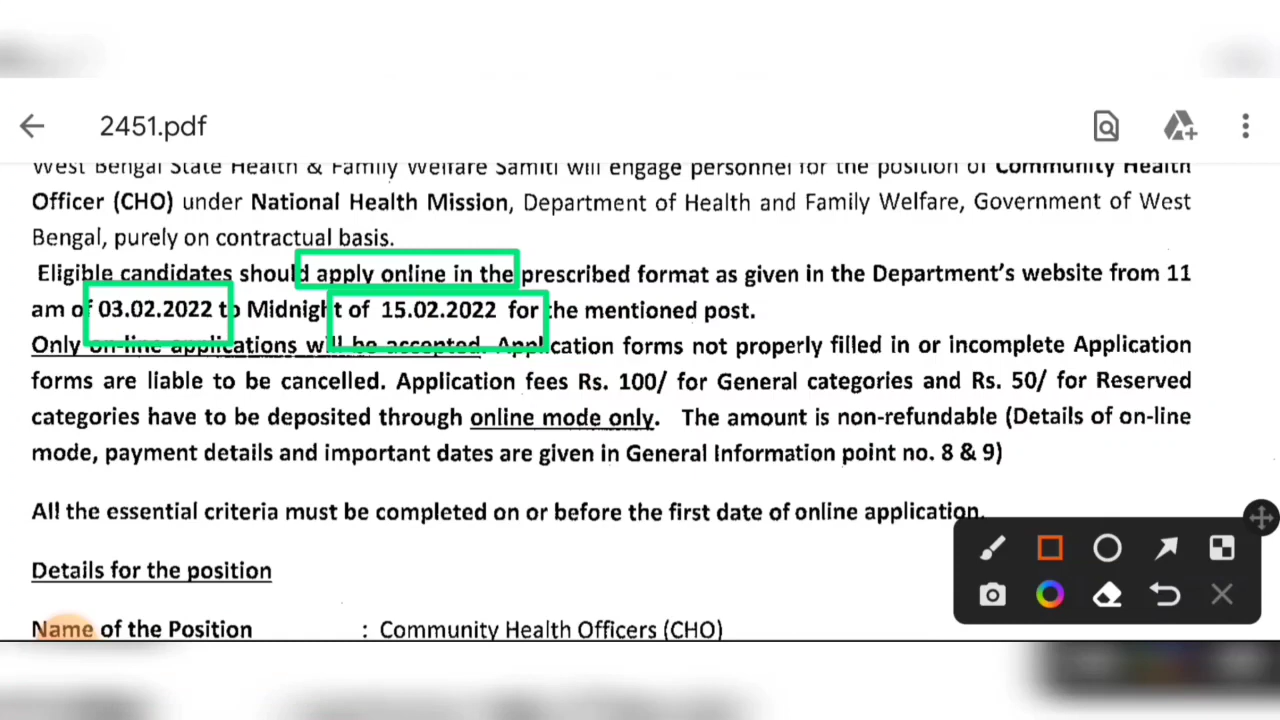 2451.pdf
West Bengal State Health & Family Welfare Samiti will engage personnel for the position of Community Health
Officer (CHO) under National Health Mission, Department of Health and Family Welfare, Government of West
Bengal, purely on contractual basis.
Eligible candidates should apply online in the prescribed format as given in the Department's website from 11
am of 03.02.2022 to Midnight of 15.02.2022 for the mentioned post.
Only on-line applications will be accepted. Application forms not properly filled in or incomplete Application
forms are liable to be cancelled. Application fees Rs. 100/ for General categories and Rs. 50/ for Reserved
categories have to be deposited through online mode only. The amount is non-refundable (Details of on-line
mode, payment details and important dates are given in General Information point no. 8 & 9)
All the essential criteria must be completed on or before the first date of online application.
Details for the position
Name of the Position : Community Health Officers (CHO)